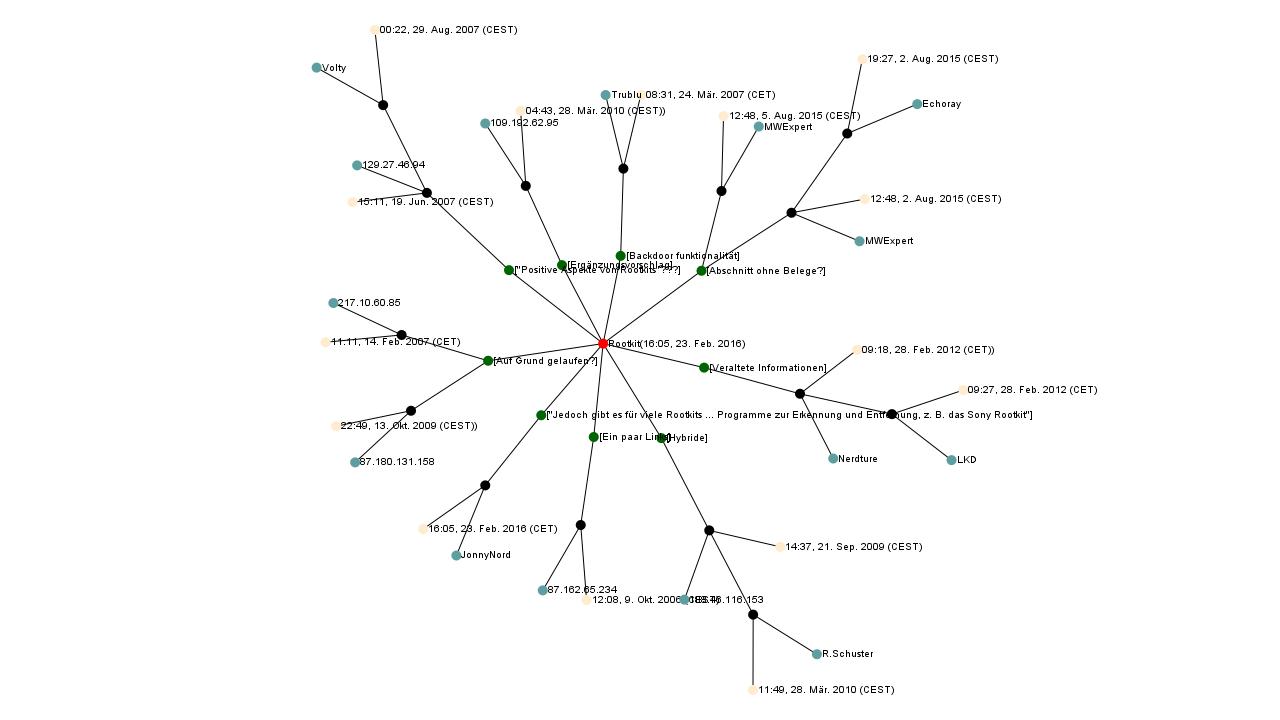 00:22, 29. Aug. 2007 (CEST)
19:27, 2. Aug. 2015 (CEST)
Volty
Trublu
08:31, 24. Mär. 2007 (CET)
Echoray
04:43, 28. Mär. 2010 (CEST))
12:48, 5. Aug. 2015 (CEST)
109.192.62.95
MWExpert
129.27.46.94
15:11, 19. Jun. 2007 (CEST)
12:48, 2. Aug. 2015 (CEST)
MWExpert
[Backdoor funktionalität]
[Ergänzungsvorschlag]
["Positive Aspekte von Rootkits"???]
[Abschnitt ohne Belege?]
217.10.60.85
11:11, 14. Feb. 2007 (CET)
Rootkit(16:05, 23. Feb. 2016)
09:18, 28. Feb. 2012 (CET))
[Auf Grund gelaufen?]
[Veraltete Informationen]
09:27, 28. Feb. 2012 (CET)
["Jedoch gibt es für viele Rootkits ... Programme zur Erkennung und Entfernung, z. B. das Sony Rootkit"]
22:49, 13. Okt. 2009 (CEST))
[Ein paar Links]
[Hybride]
87.180.131.158
Nerdture
LKD
16:05, 23. Feb. 2016 (CET)
JonnyNord
14:37, 21. Sep. 2009 (CEST)
87.162.65.234
12:08, 9. Okt. 2006 (CEST)
R.Schuster
11:49, 28. Mär. 2010 (CEST)